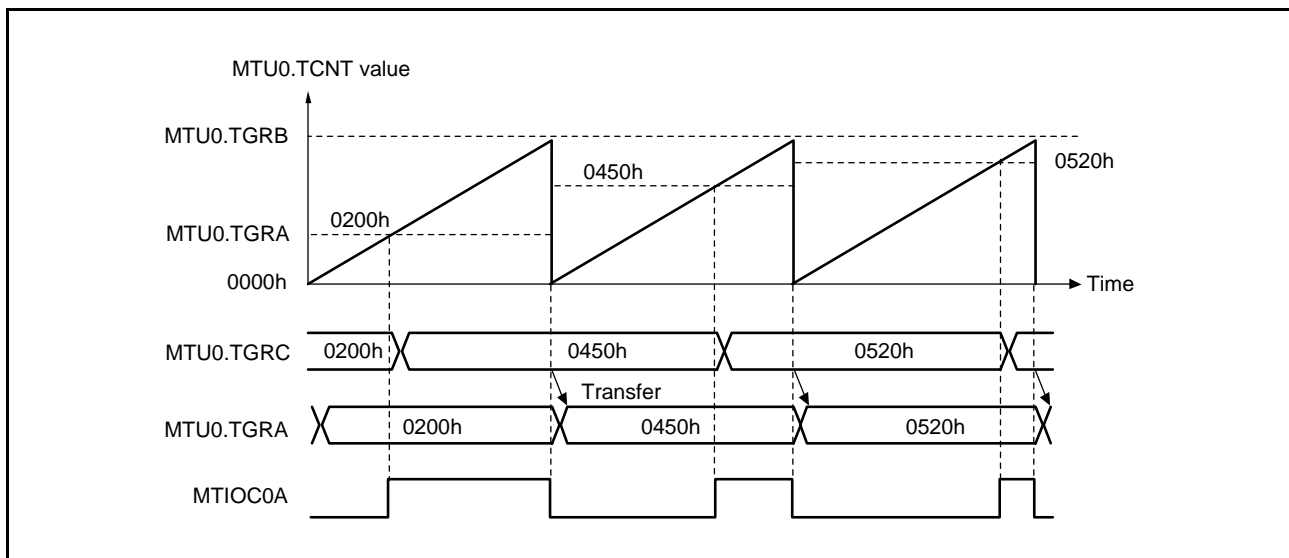 MTU0.TCNT value
MTU0.TGRB
0520h
0450h
0200h
MTU0.TGRA
0000h
Time
MTU0.TGRC
0200h
0450h
0520h
Transfer
MTU0.TGRA
0200h
0450h
0520h
MTIOC0A